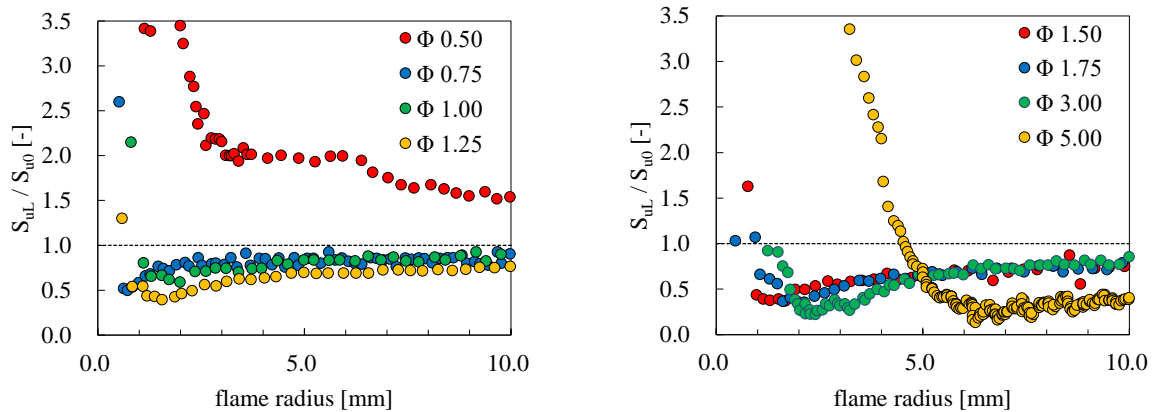 3.5
3.0
2.5
2.0
1.5
1.0
0.5
0.0
S_uL / S_u0 [-]
0.0
5.0
10.0
flame radius [mm]
Φ 0.50
Φ 0.75
Φ 1.00
Φ 1.25
3.5
3.0
2.5
2.0
1.5
1.0
0.5
0.0
S_uL / S_u0 [-]
0.0
5.0
10.0
flame radius [mm]
Φ 1.50
Φ 1.75
Φ 3.00
Φ 5.00